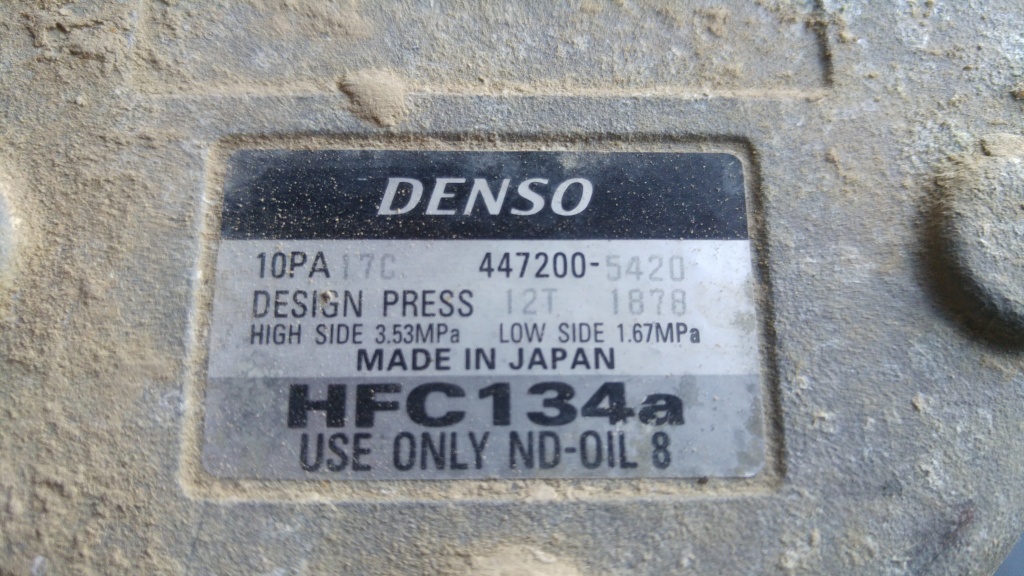 DENSO
10PA17C 447200-5420
DESIGN PRESS 12T 1878
HIGH SIDE 3.53MPa LOW SIDE 1.67MPa
MADE IN JAPAN
HFC134a
USE ONLY ND-OIL 8